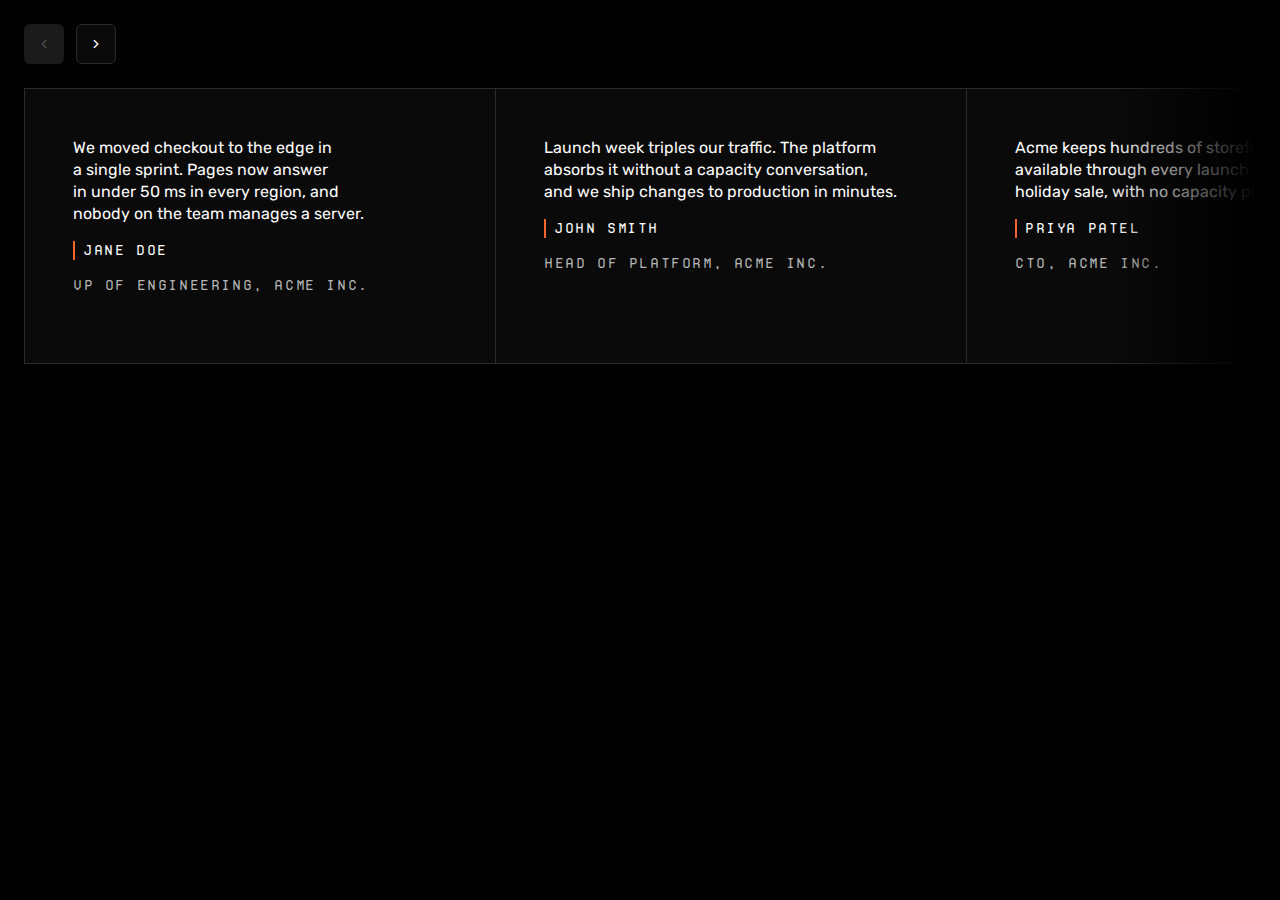 We moved checkout to the edge in
a single sprint. Pages now answer
in under 50 ms in every region, and
nobody on the team manages a server.
JANE DOE
VP OF ENGINEERING, ACME INC.
Launch week triples our traffic. The platform
absorbs it without a capacity conversation,
and we ship changes to production in minutes.
JOHN SMITH
HEAD OF PLATFORM, ACME INC.
Acme keeps hundreds of
available through every launch
holiday sale, with no capacity
PRIYA PATEL
CTO, ACME INC.